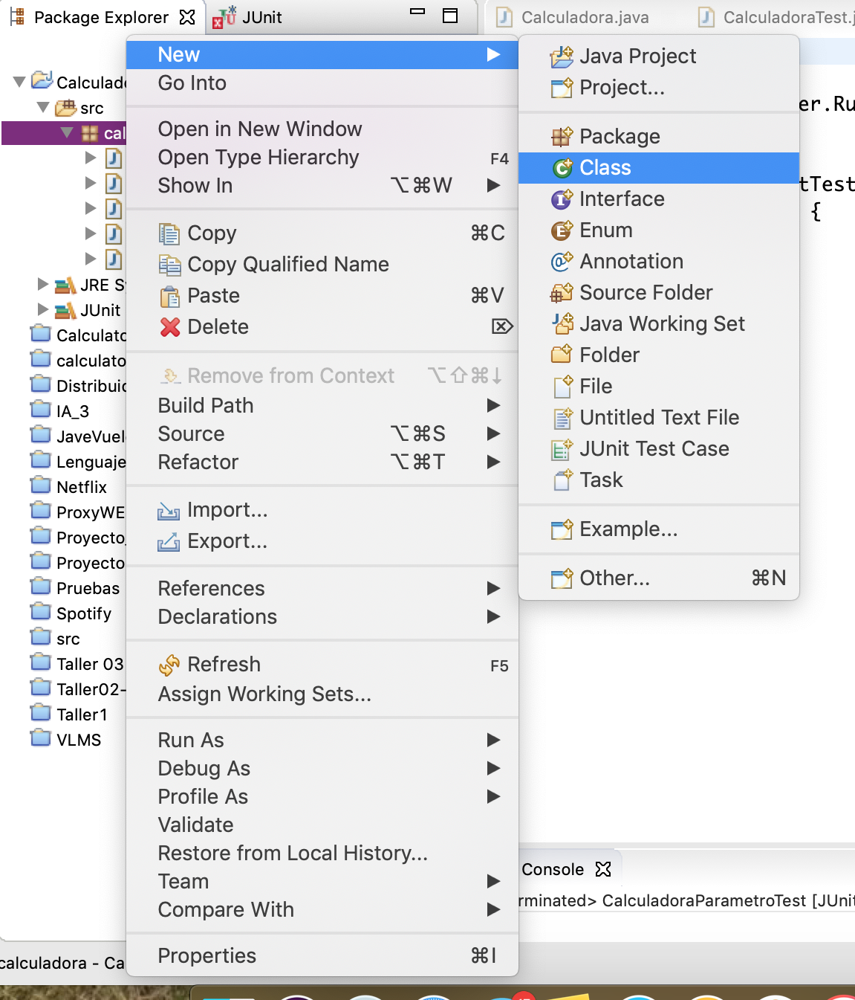 Package Explorer
JUnit
Calculadora.java
CalculadoraTest.j
New
Go Into
Open in New Window
Open Type Hierarchy F4
Show In ⌥⌘W
Copy ⌘C
Copy Qualified Name
Paste ⌘V
Delete ⌦
Remove from Context ⌥⇧⌘↓
Build Path
Source ⌥⌘S
Refactor ⌥⌘T
Import...
Export...
References
Declarations
Refresh F5
Assign Working Sets...
Run As
Debug As
Profile As
Validate
Restore from Local History...
Team
Compare With
Properties ⌘I
Java Project
Project...
Package
Class
Interface
Enum
Annotation
Source Folder
Java Working Set
Folder
File
Untitled Text File
JUnit Test Case
Task
Example...
Other... ⌘N
Calculado
src
cal
JRE Sy
JUnit
Calculato
calculato
Distribuic
IA_3
JaveVuel
Lenguaje
Netflix
ProxyWE
Proyecto_
Proyecto
Pruebas
Spotify
src
Taller 03
Taller02-
Taller1
VLMS
er.Ru
tTest
{
Console
rminated> CalculadoraParametroTest [JUnit
calculadora - Ca